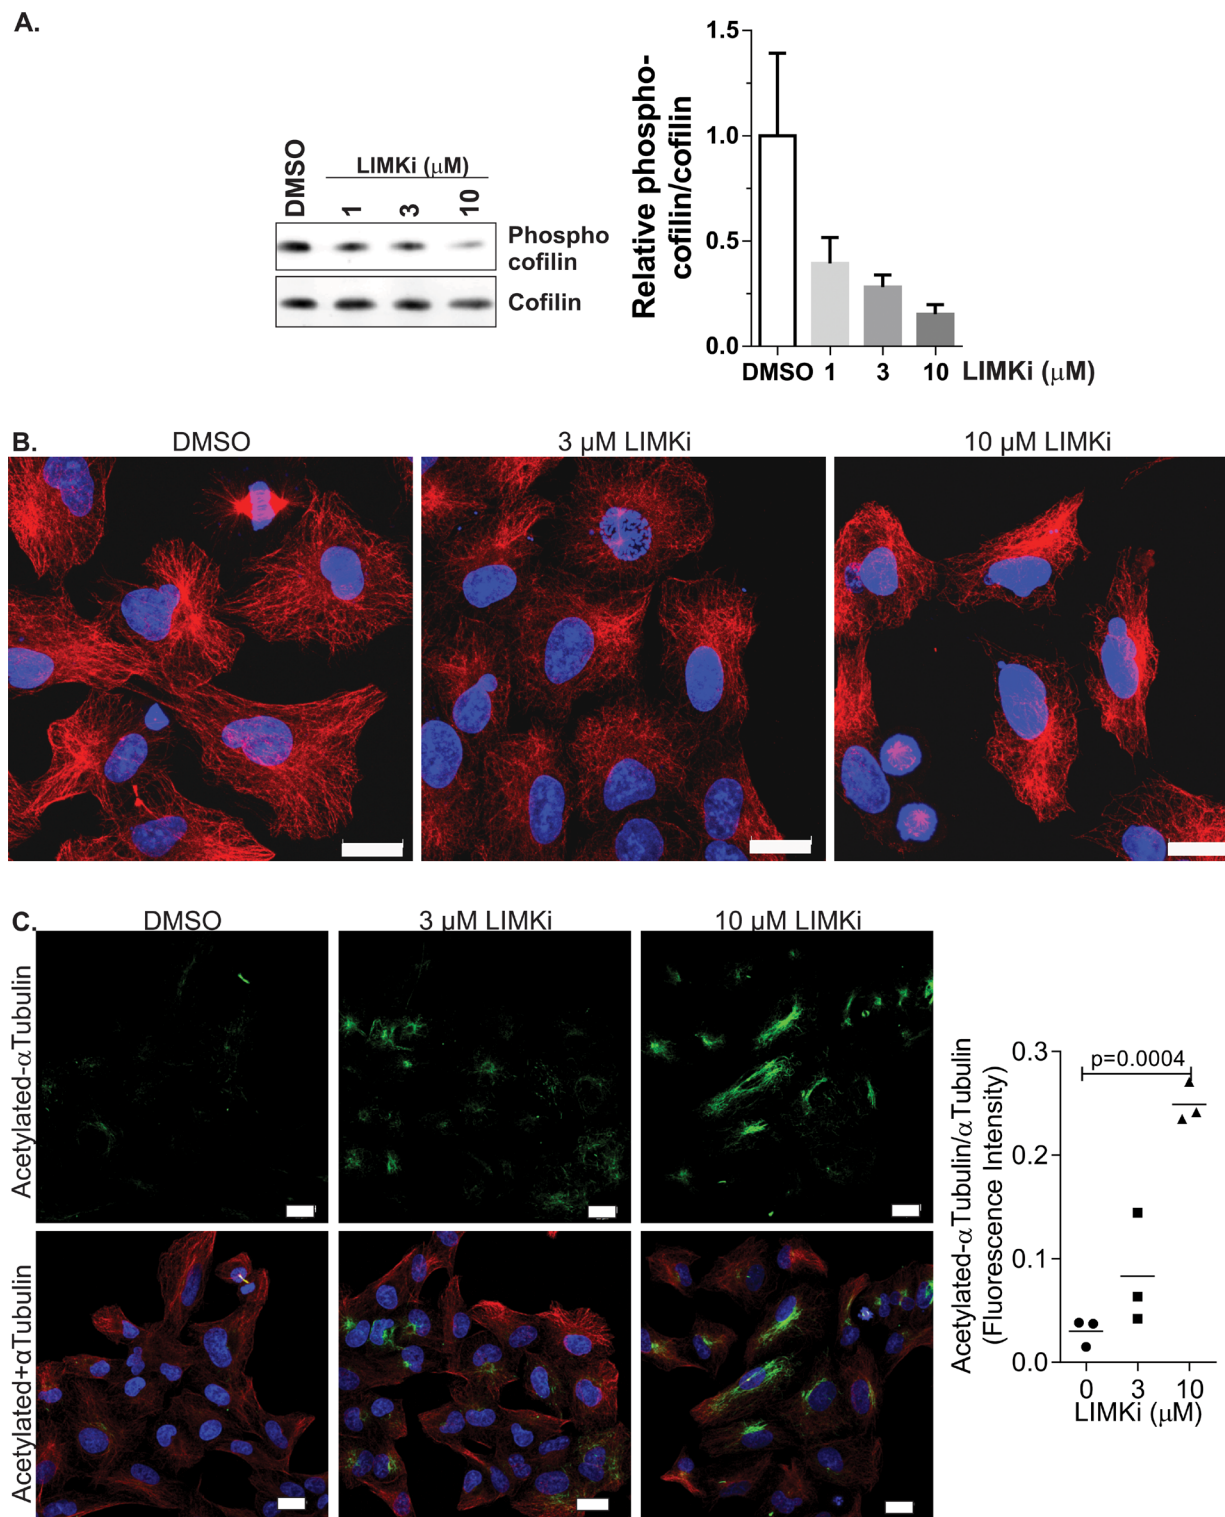 A.
DMSO
LIMKi (μM)
1 3 10
Phospho
cofilin
Cofilin
Relative phospho-
cofilin/cofilin
1.5
1.0
0.5
0.0
DMSO 1 3 10 LIMKi (μM)
B.
DMSO 3 μM LIMKi 10 μM LIMKi
C.
DMSO 3 μM LIMKi 10 μM LIMKi
Acetylated-αTubulin
Acetylated+αTubulin
Acetylated-αTubulin/αTubulin
(Fluorescence Intensity)
0.3
0.2
0.1
0.0
p=0.0004
0 3 10
LIMKi (μM)